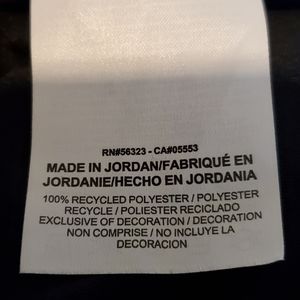 RN#56323 - CA#05553
MADE IN JORDAN/FABRIQUÉ EN
JORDANIE/HECHO EN JORDANIA
100% RECYCLED POLYESTER / POLYESTER
RECYCLE / POLIESTER RECICLADO
EXCLUSIVE OF DECORATION / DECORATION
NON COMPRISE / NO INCLUYE LA
DECORACION